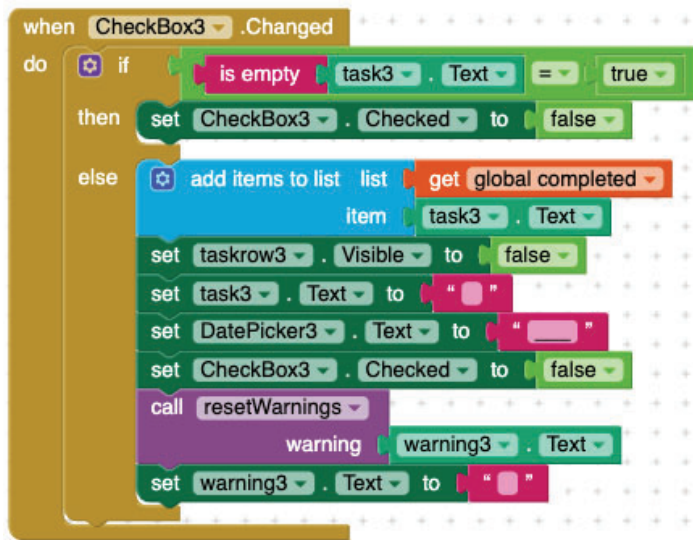 when CheckBox3 .Changed
do if is empty task3 . Text = true
then set CheckBox3 . Checked to false
else add items to list list get global completed
item task3 . Text
set taskrow3 . Visible to false
set task3 . Text to " "
set DatePicker3 . Text to " ____ "
set CheckBox3 . Checked to false
call resetWarnings
warning warning3 . Text
set warning3 . Text to " "